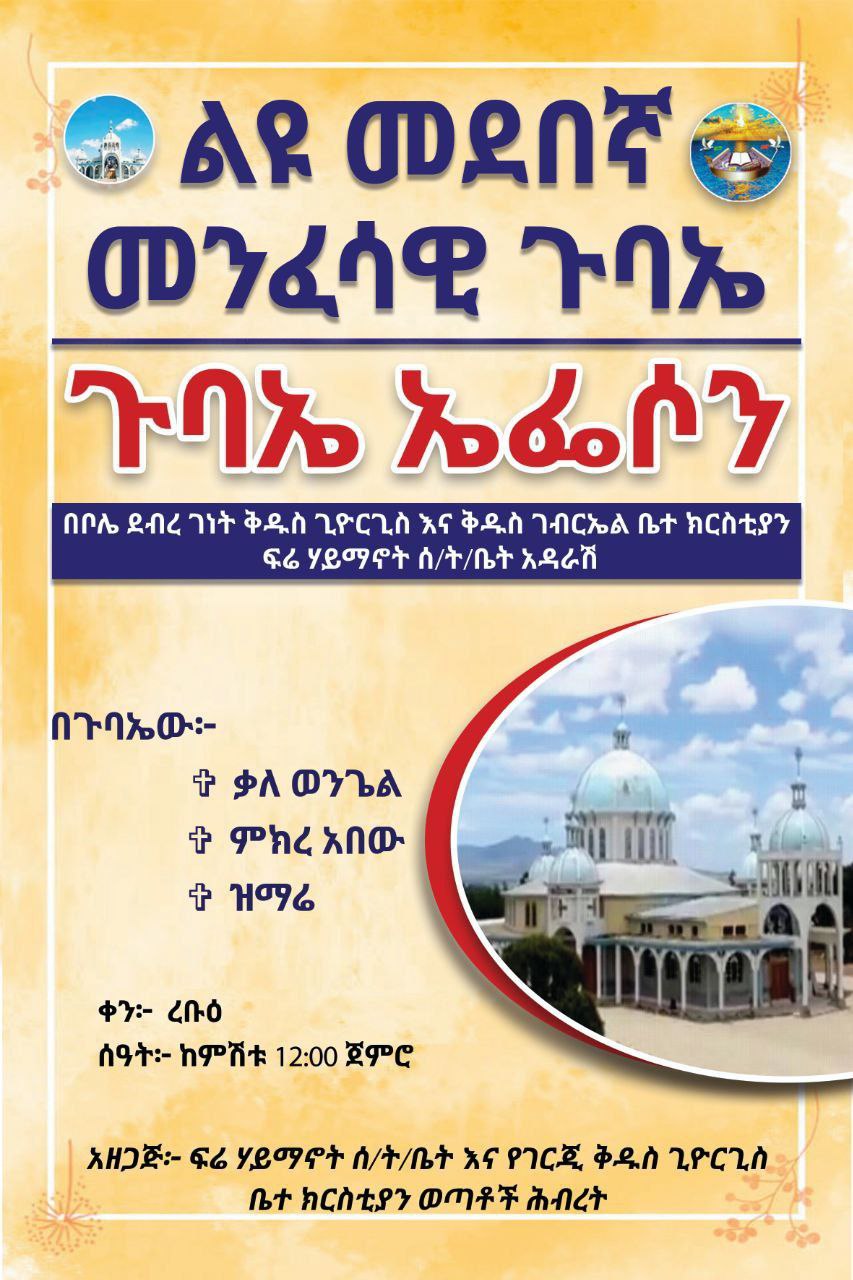 ልዩ መደበኛ
መንፈሳዊ ጉባኤ
ጉባኤ ኤፌሶን
በቦሌ ደብረ ገነት ቅዱስ ጊዮርጊስ እና ቅዱስ ገብርኤል ቤተ ክርስቲያን
ፍሬ ሃይማኖት ሰ/ት/ቤት አዳራሽ
በጉባኤው፡-
✞ ቃለ ወንጌል
✞ ምክረ አበው
✞ ዝማሬ
ቀን፡- ረቡዕ
ሰዓት፡- ከምሽቱ 12:00 ጀምሮ
አዘጋጅ፡- ፍሬ ሃይማኖት ሰ/ት/ቤት እና የገርጂ ቅዱስ ጊዮርጊስ
ቤተ ክርስቲያን ወጣቶች ሕብረት